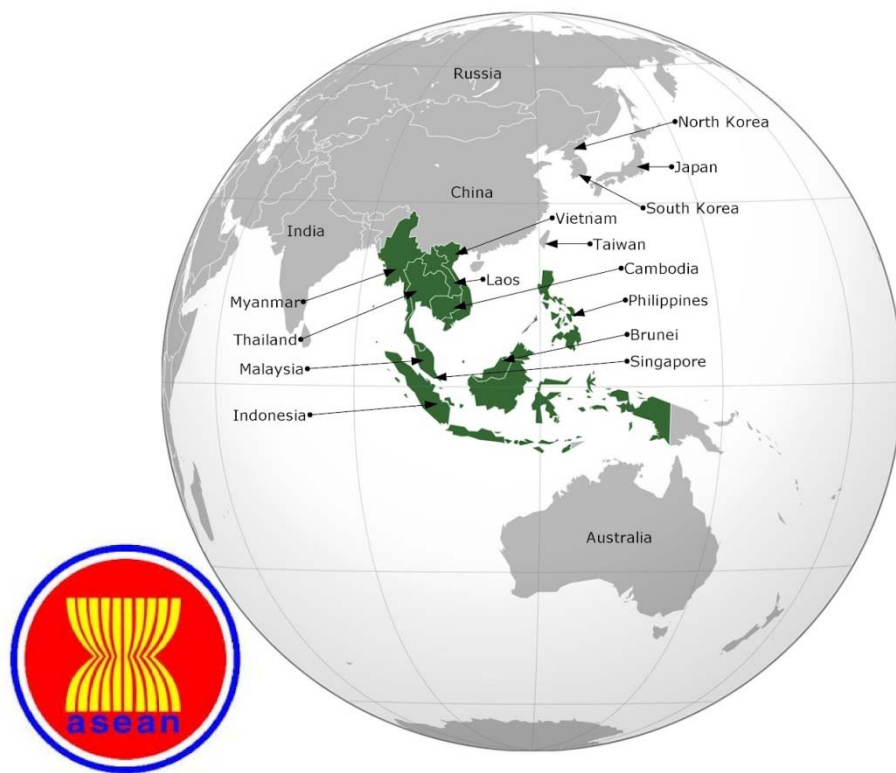 Russia
North Korea
Japan
China
South Korea
Vietnam
India
Taiwan
Cambodia
Laos
Myanmar
Philippines
Thailand
Brunei
Malaysia
Singapore
Indonesia
Australia
asean